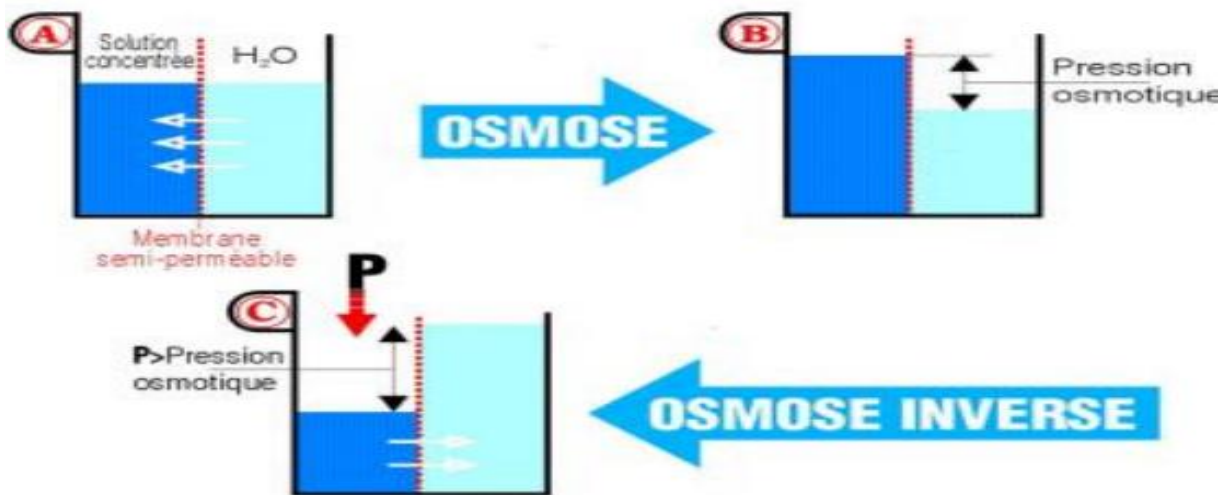 A
Solution
concentrée
H₂O
Membrane
semi-perméable
OSMOSE
B
Pression
osmotique
P
C
P>Pression
osmotique
OSMOSE INVERSE